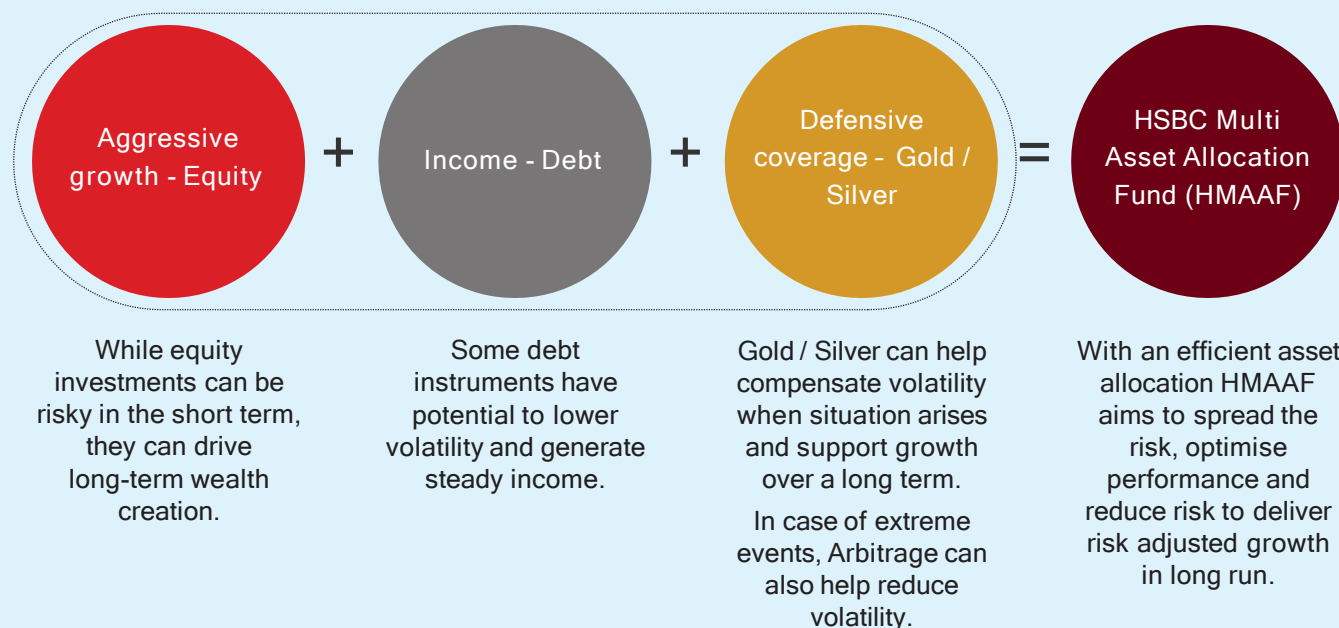 Aggressive
growth - Equity
+
Income - Debt
+
Defensive
coverage - Gold /
Silver
=
HSBC Multi
Asset Allocation
Fund (HMAAF)
While equity
investments can be
risky in the short term,
they can drive
long-term wealth
creation.
Some debt
instruments have
potential to lower
volatility and generate
steady income.
Gold / Silver can help
compensate volatility
when situation arises
and support growth
over a long term.
In case of extreme
events, Arbitrage can
also help reduce
volatility.
With an efficient asset
allocation HMAAF
aims to spread the
risk, optimise
performance and
reduce risk to deliver
risk adjusted growth
in long run.